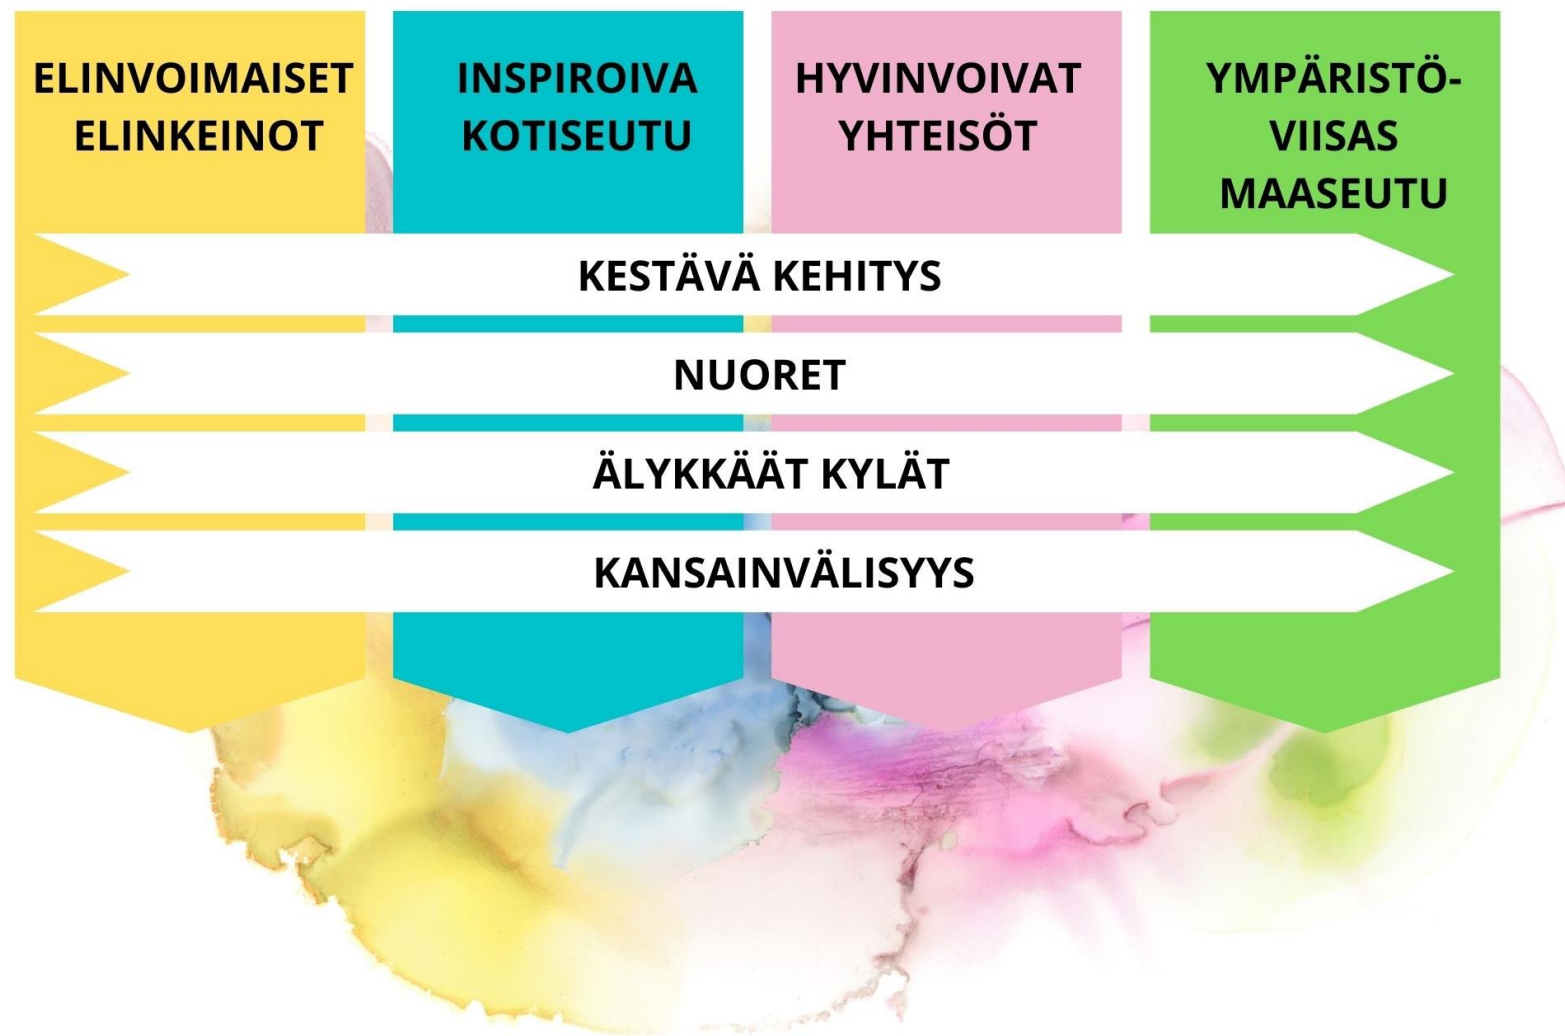 ELINVOIMAISET
ELINKEINOT
INSPIROIVA
KOTISEUTU
HYVINVOIVAT
YHTEISÖT
YMPÄRISTÖ-
VIISAS
MAASEUTU
KESTÄVÄ KEHITYS
NUORET
ÄLYKKÄÄT KYLÄT
KANSAINVÄLISYYS